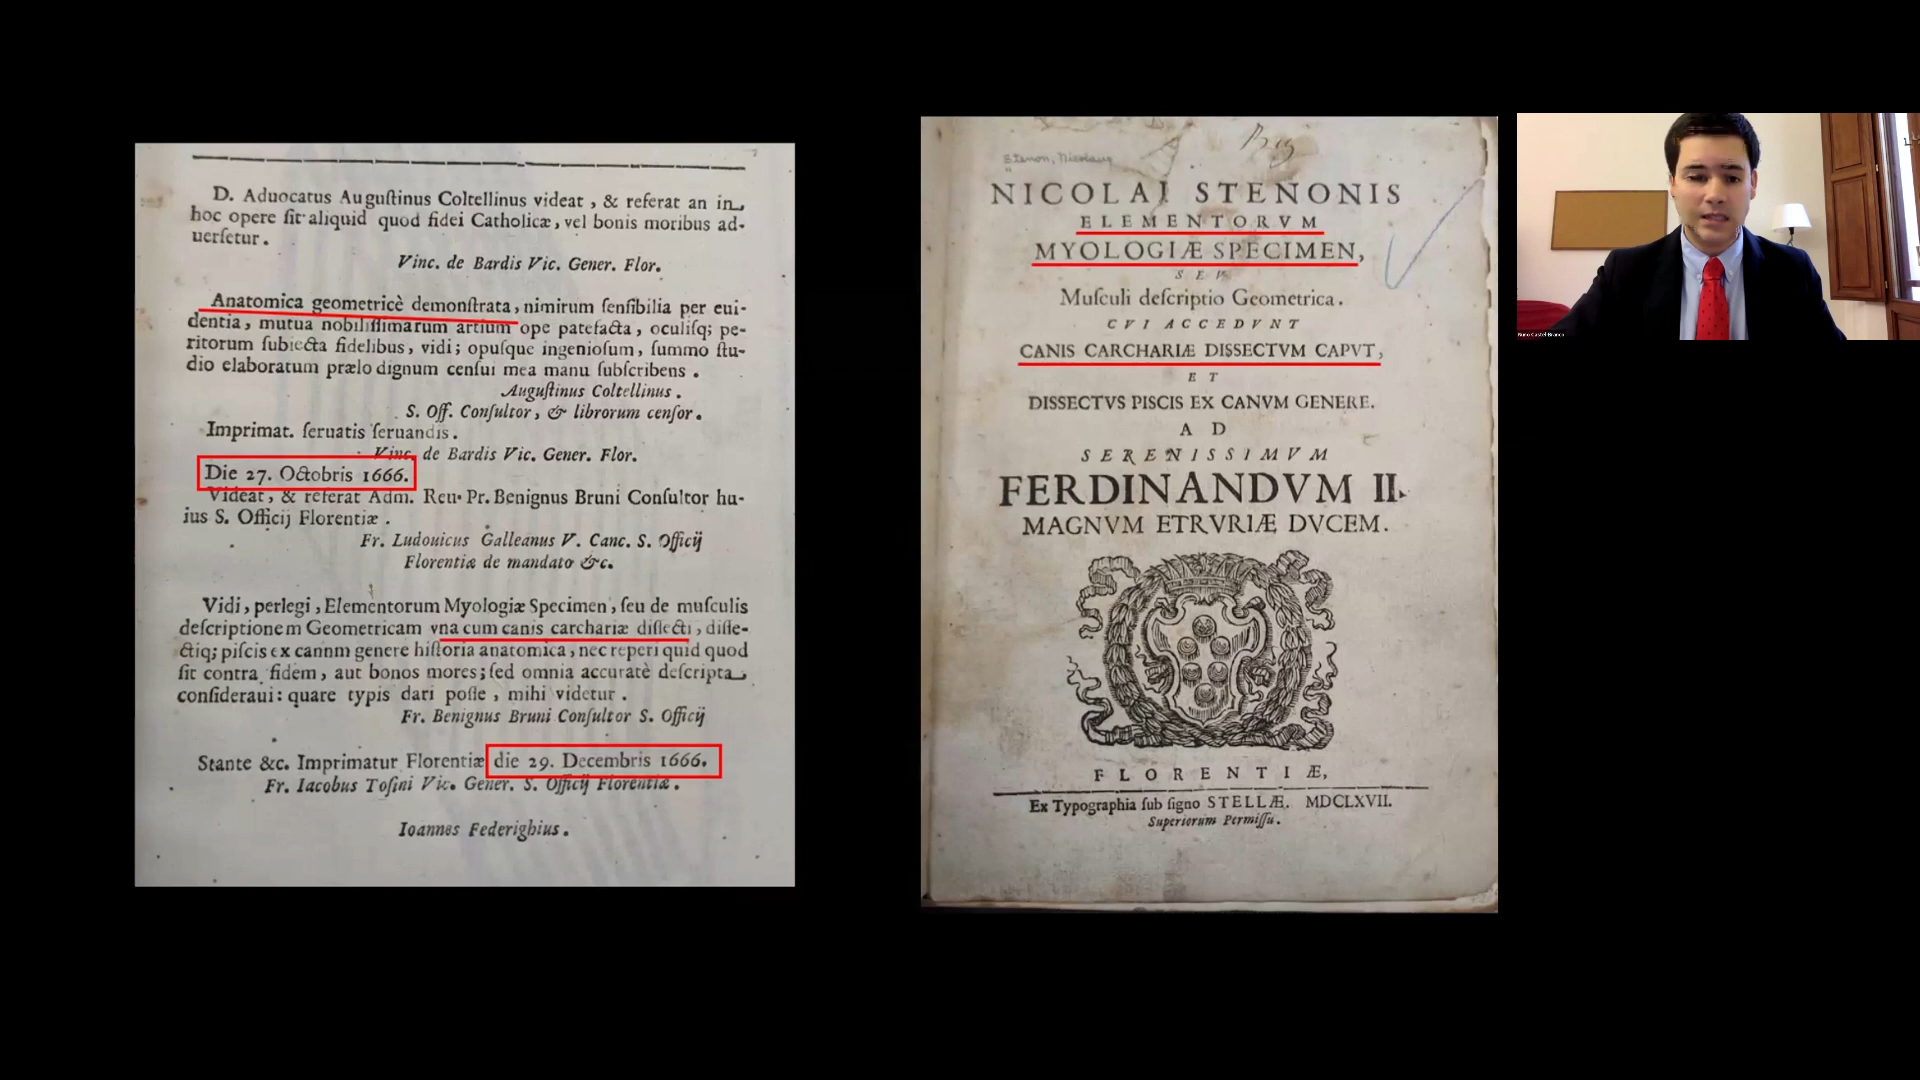 D. Aduocatus Auguſtinus Coltellinus videat, & referat an in
hoc opere ſit aliquid quod fidei Catholicæ, vel bonis moribus ad-
uerſetur.
Vinc. de Bardis Vic. Gener. Flor.
Anatomica geometricè demonſtrata, nimirum ſenſibilia per eui-
dentia, mutua nobiliſſimarum artium ope patefacta, oculiſq; pe-
ritorum ſubiecta fidelibus, vidi; opuſque ingenioſum, ſummo ſtu-
dio elaboratum prælo dignum cenſui mea manu ſubſcribens.
Auguſtinus Coltellinus.
S. Off. Conſultor, & librorum cenſor.
Imprimat. ſeruatis ſeruandis.
Vinc. de Bardis Vic. Gener. Flor.
Die 27. Octobris 1666.
Videat, & referat Adm. Reu. Pr. Benignus Bruni Conſultor hu-
ius S. Officij Florentiæ.
Fr. Ludouicus Galleanus V. Canc. S. Officij
Florentiæ de mandato &c.
Vidi, perlegi, Elementorum Myologiæ Specimen, ſeu de muſculis
deſcriptionem Geometricam vna cum canis carchariæ diſſecti, diſſe-
ctiq; piſcis ex cannm genere hiſtoria anatomica, nec reperi quid quod
ſit contra fidem, aut bonos mores; ſed omnia accuratè deſcripta
conſideraui: quare typis dari poſſe, mihi videtur.
Fr. Benignus Bruni Conſultor S. Officij
Stante &c. Imprimatur Florentiæ die 29. Decembris 1666.
Fr. Iacobus Toſini Vic. Gener. S. Officij Florentiæ.
Ioannes Federighius.
Stenon, Nicolaus
NICOLAI STENONIS
ELEMENTORVM
MYOLOGIÆ SPECIMEN,
SEV
Muſculi deſcriptio Geometrica.
CVI ACCEDVNT
CANIS CARCHARIÆ DISSECTVM CAPVT,
ET
DISSECTVS PISCIS EX CANVM GENERE.
AD
SERENISSIMVM
FERDINANDVM II.
MAGNVM ETRVRIÆ DVCEM.
FLORENTIÆ,
Ex Typographia ſub ſigno STELLÆ. MDCLXVII.
Superiorum Permiſſu.
Nuno Castel-Branco